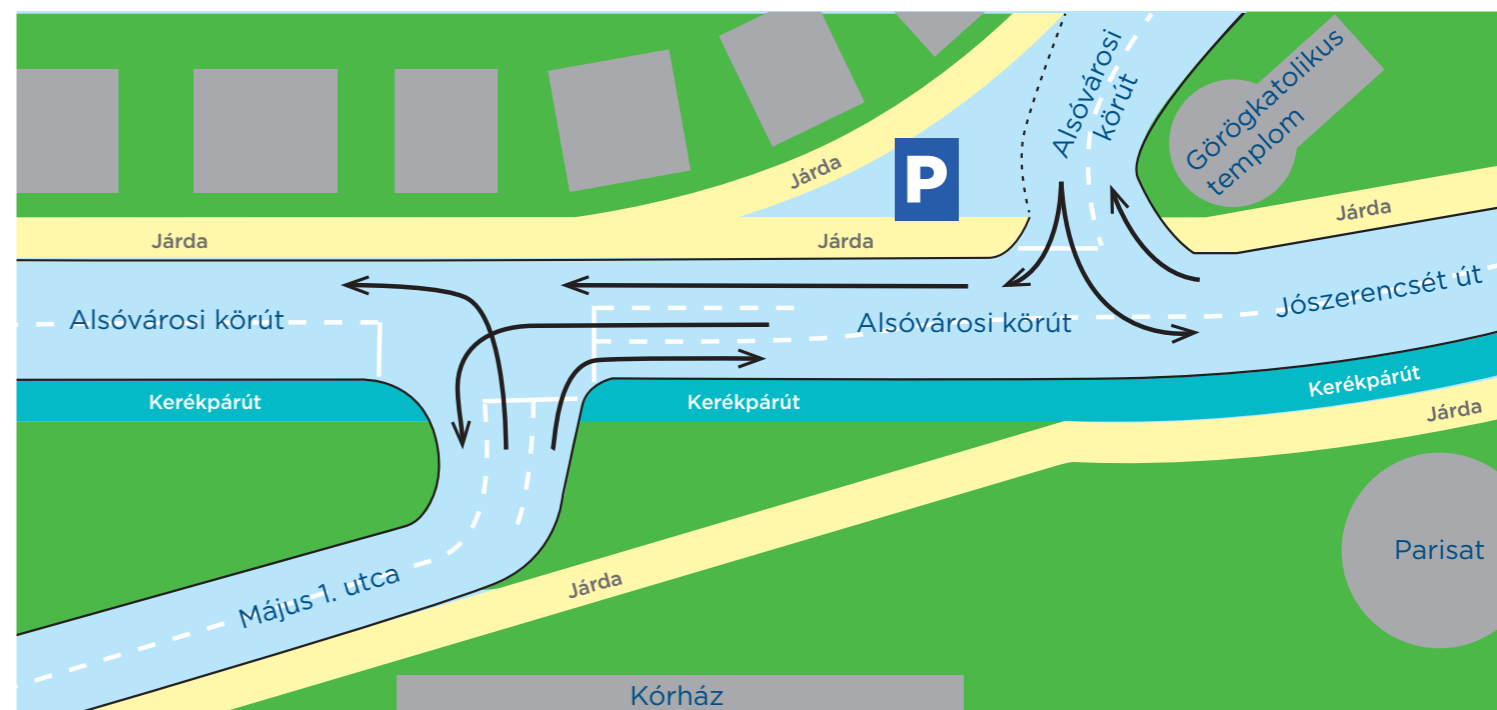 Alsóvárosi
körút
Görögkatolikus
templom
Járda
P
Járda
Járda
Járda
Alsóvárosi körút
Alsóvárosi körút
Jószerencsét út
Kerékpárút
Kerékpárút
Kerékpárút
Járda
Május 1. utca
Járda
Parisat
Kórház